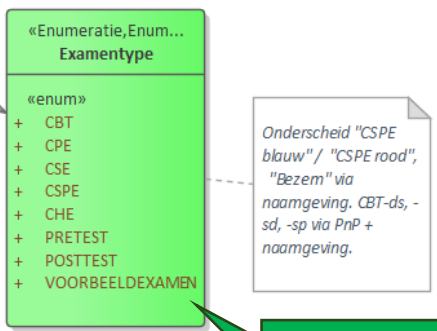 «Enumeratie,Enum...
Examentype
«enum»
+ CBT
+ CPE
+ CSE
+ CSPE
+ CHE
+ PRETEST
+ POSTTEST
+ VOORBEELDEXAMEN
Onderscheid "CSPE
blauw" / "CSPE rood",
"Bezem" via
naamgeving. CBT-ds, -
sd, -sp via PnP +
naamgeving.